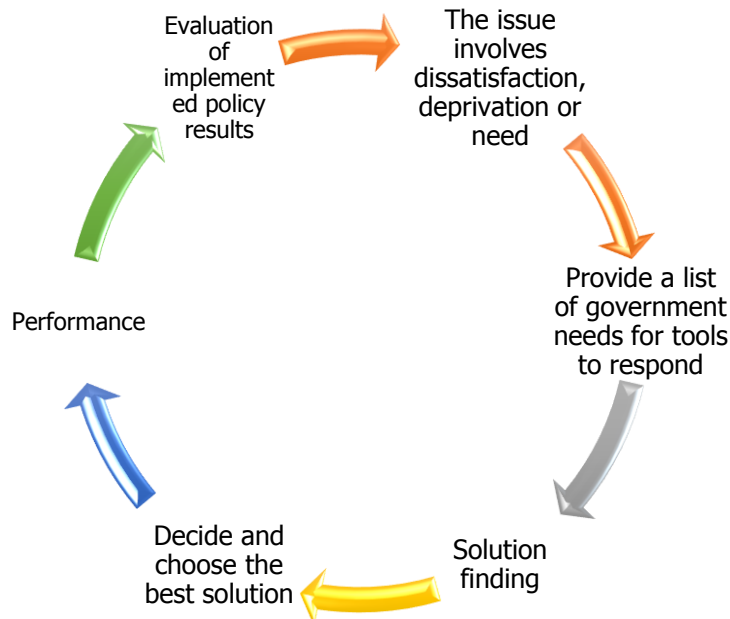 Evaluation
of
implement
ed policy
results
The issue
involves
dissatisfaction,
deprivation or
need
Provide a list
of government
needs for tools
to respond
Solution
finding
Decide and
choose the
best solution
Performance